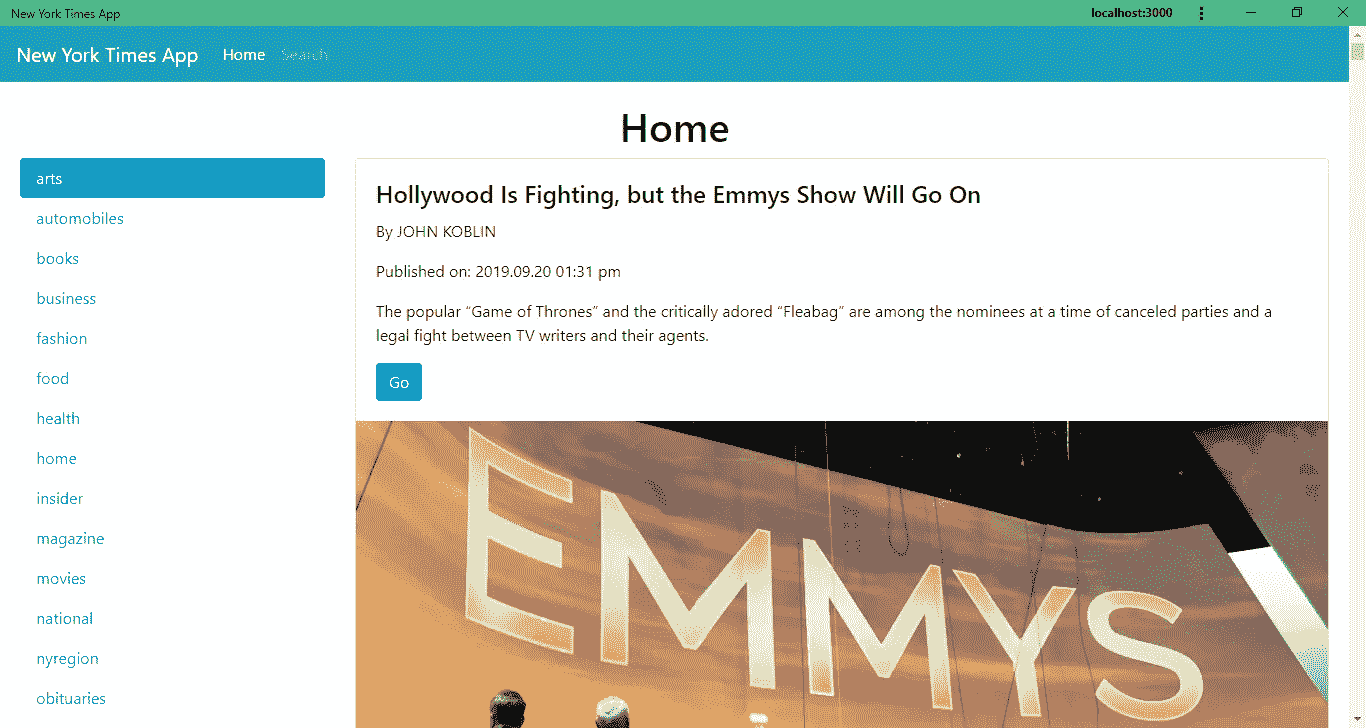 New York Times App
localhost:3000
New York Times App Home Search
Home
arts
automobiles
books
business
fashion
food
health
home
insider
magazine
movies
national
nyregion
obituaries
Hollywood Is Fighting, but the Emmys Show Will Go On
By JOHN KOBLIN
Published on: 2019.09.20 01:31 pm
The popular “Game of Thrones” and the critically adored “Fleabag” are among the nominees at a time of canceled parties and a
legal fight between TV writers and their agents.
Go
EMMYS